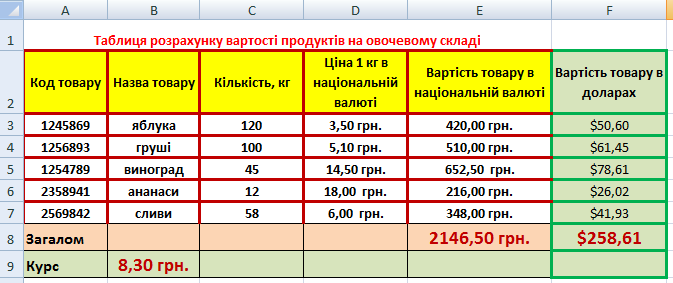 A B C D E F
1 Таблиця розрахунку вартості продуктів на овочевому складі
2 Код товару Назва товару Кількість, кг Ціна 1 кг в національній валюті Вартість товару в національній валюті Вартість товару в доларах
3 1245869 яблука 120 3,50 грн. 420,00 грн. $50,60
4 1256893 груші 100 5,10 грн. 510,00 грн. $61,45
5 1254789 виноград 45 14,50 грн. 652,50 грн. $78,61
6 2358941 ананаси 12 18,00 грн. 216,00 грн. $26,02
7 2569842 сливи 58 6,00 грн. 348,00 грн. $41,93
8 Загалом 2146,50 грн. $258,61
9 Курс 8,30 грн.